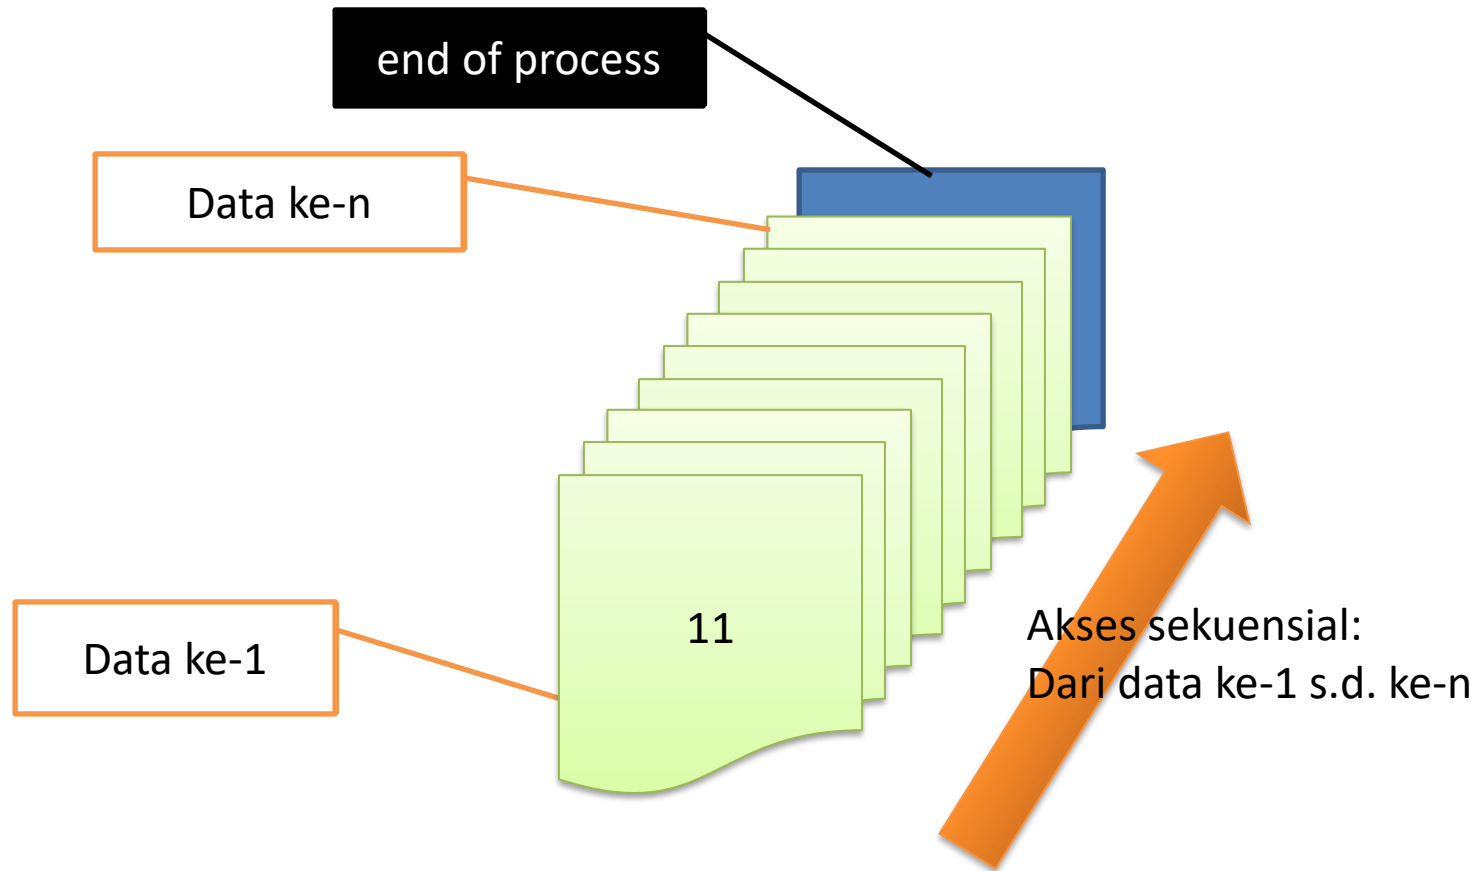 end of process
Data ke-n
Data ke-1
11
Akses sekuensial:
Dari data ke-1 s.d. ke-n